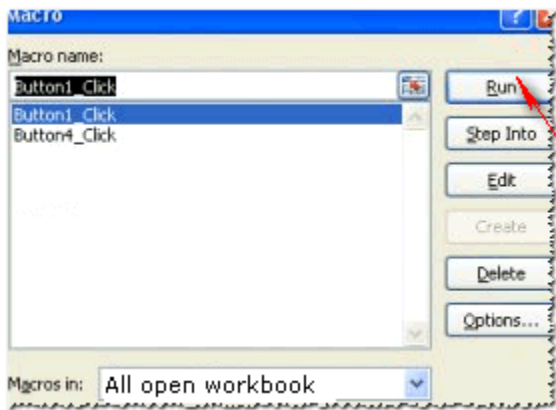 Macro
Macro name:
Button1_Click
Run
Button1_Click
Button4_Click
Step Into
Edit
Create
Delete
Options...
Macros in: All open workbook